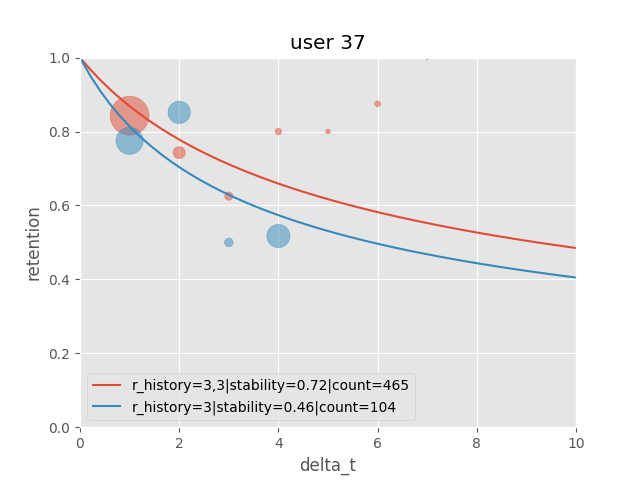 user 37
1.0
0.8
0.6
0.4
0.2
0.0
retention
r_history=3,3|stability=0.72|count=465
r_history=3|stability=0.46|count=104
0 2 4 6 8 10
delta_t